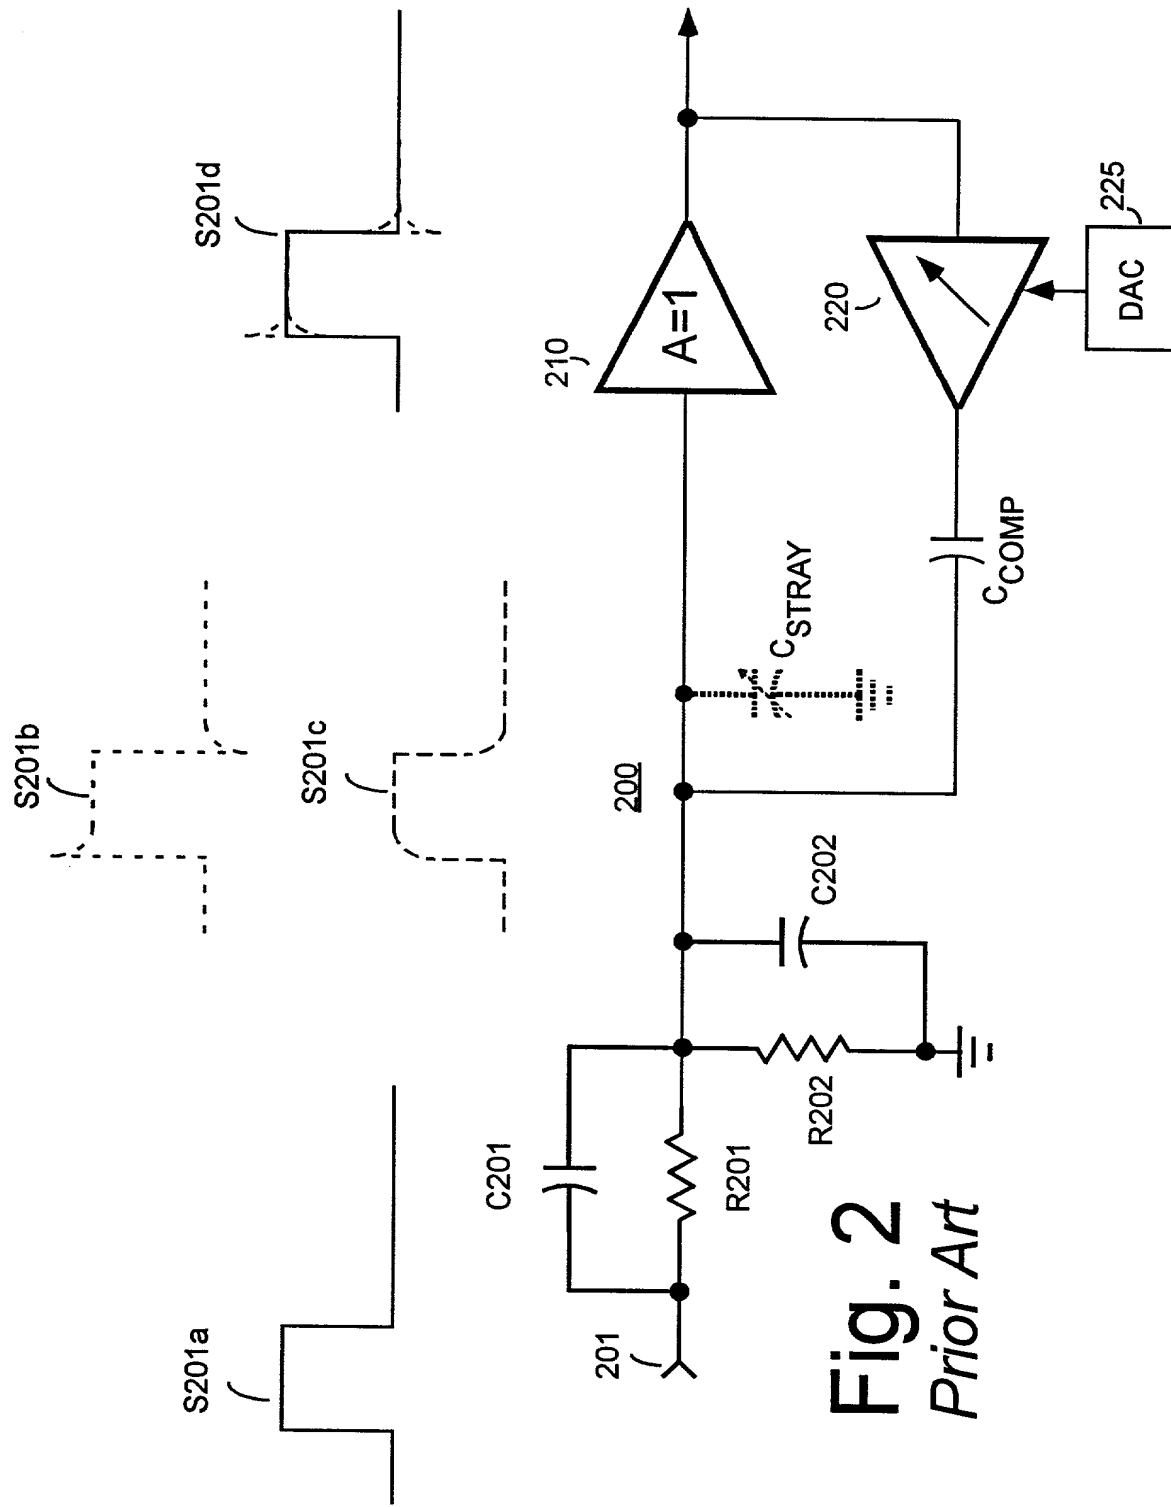 S201a
S201b
S201c
S201d
201
C201
R201
R202
C202
200
CSTRAY
CCOMP
210
A=1
220
DAC
225
Fig. 2
Prior Art